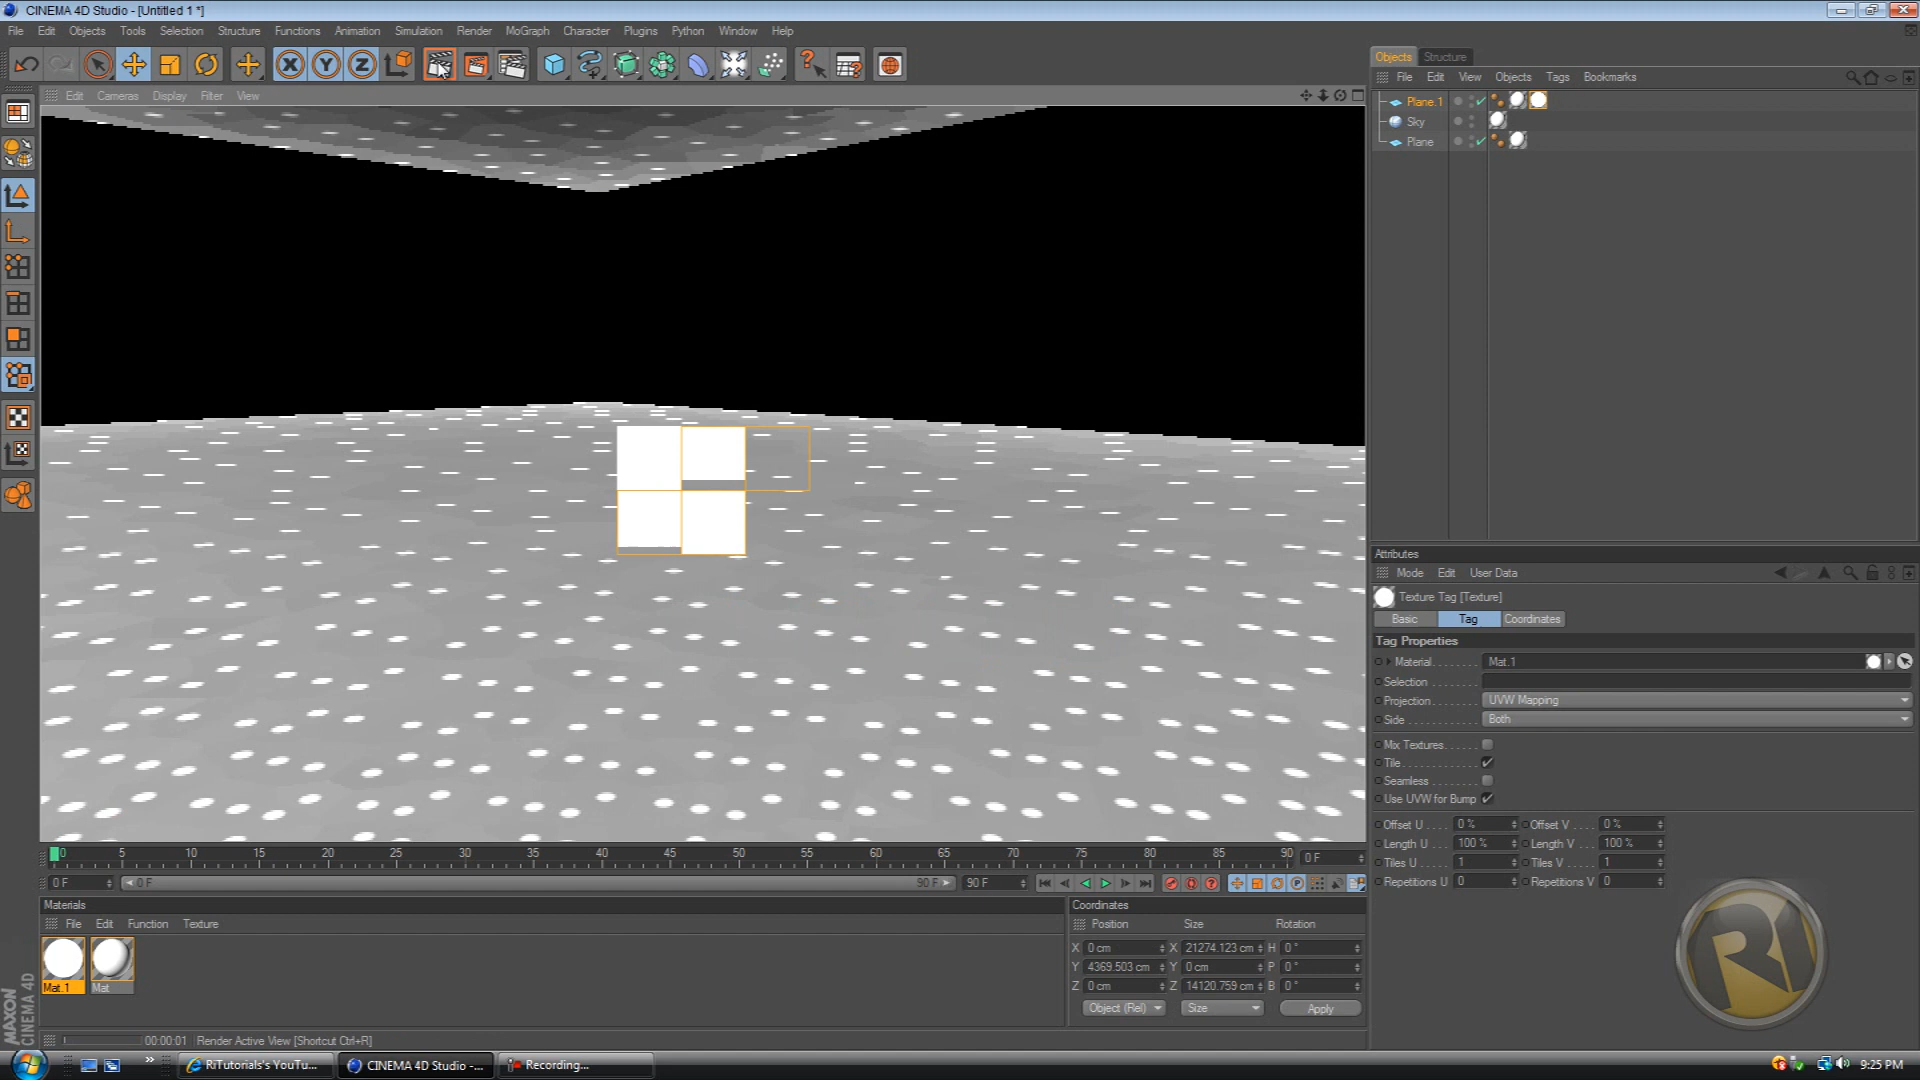 CINEMA 4D Studio - [Untitled 1 *]
File Edit Objects Tools Selection Structure Functions Animation Simulation Render MoGraph Character Plugins Python Window Help
Edit Cameras Display Filter View
Objects Structure
File Edit View Objects Tags Bookmarks
Plane.1
Sky
Plane
Attributes
Mode Edit User Data
Texture Tag [Texture]
Basic Tag Coordinates
Tag Properties
Material Mat.1
Selection
Projection UVW Mapping
Side Both
Mix Textures
Tile
Seamless
Use UVW for Bump
Offset U 0 % Offset V 0 %
Length U 100 % Length V 100 %
Tiles U 1 Tiles V 1
Repetitions U 0 Repetitions V 0
0 5 10 15 20 25 30 35 40 45 50 55 60 65 70 75 80 85 90 0 F
0 F 0 F 90 F 90 F
Materials
File Edit Function Texture
Mat.1 Mat
Coordinates
Position Size Rotation
X 0 cm X 21274.123 cm H 0 °
Y 4369.503 cm Y 0 cm P 0 °
Z 0 cm Z 14120.759 cm B 0 °
Object (Rel) Size Apply
MAXON
CINEMA 4D
00:00:01 Render Active View [Shortcut Ctrl+R]
RiTutorials's YouTu... CINEMA 4D Studio -... Recording... 9:25 PM
RI